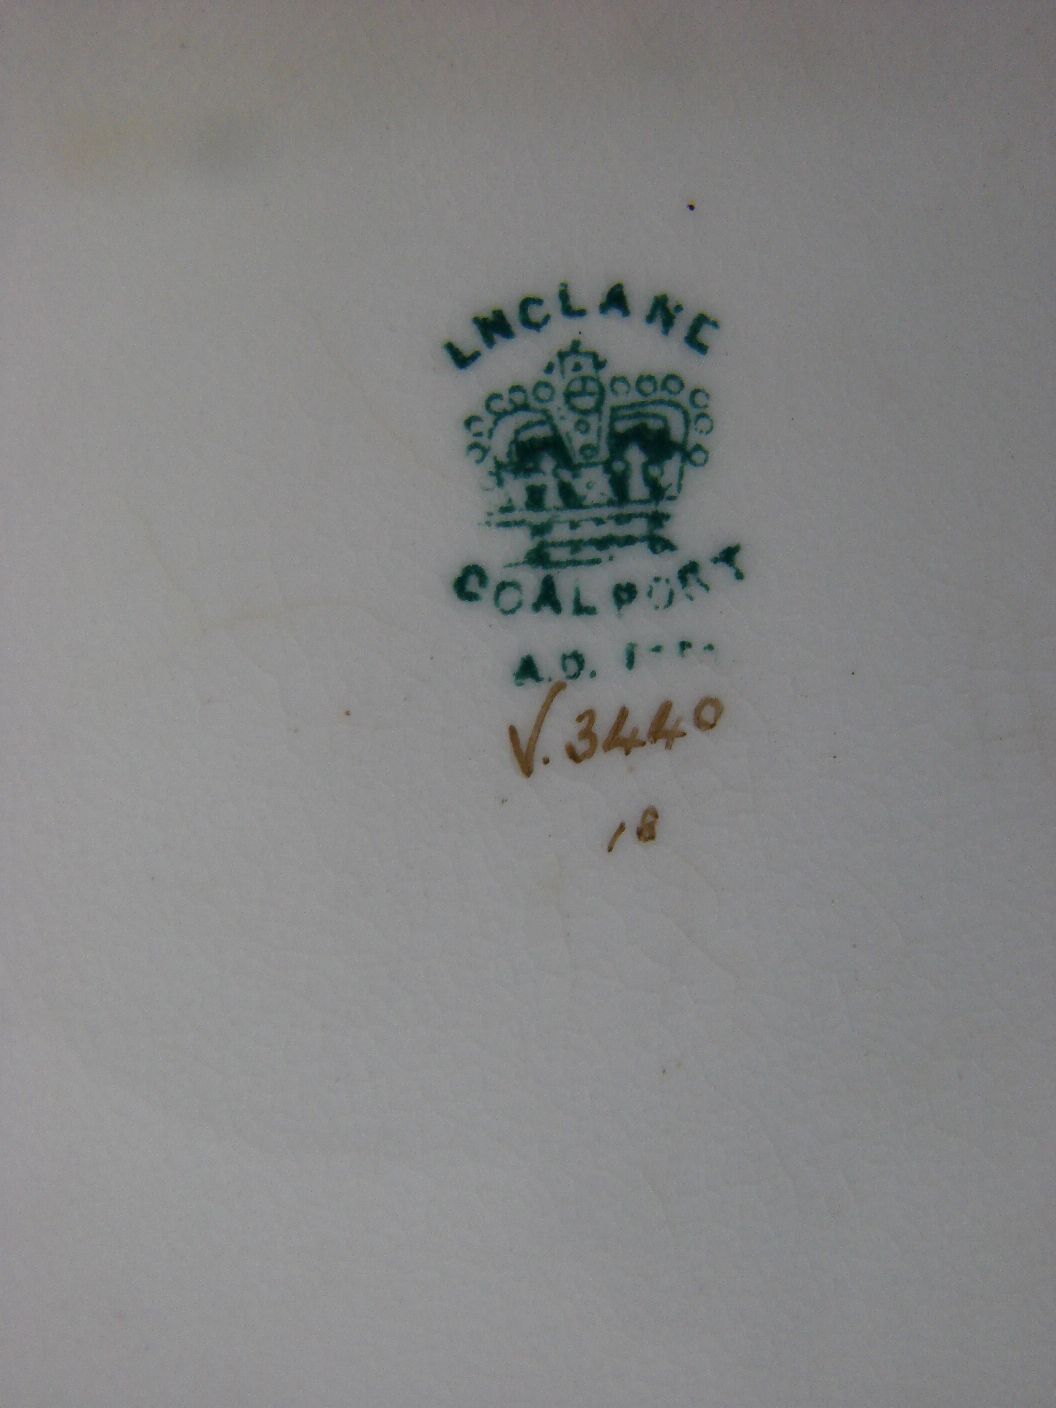 ENGLAND
COALPORT
A.D.
V.3440
18